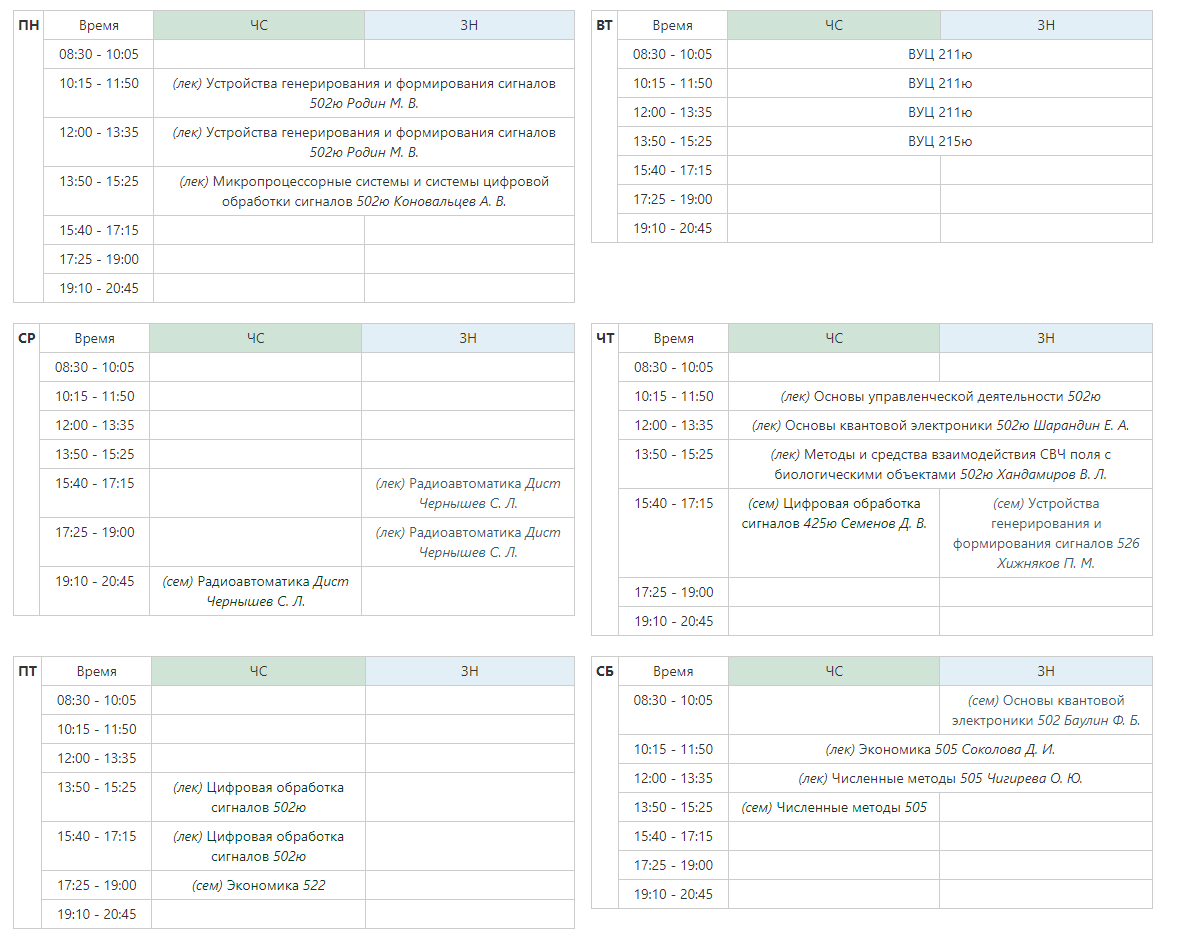 ПН Время ЧС ЗН
08:30 - 10:05
10:15 - 11:50 (лек) Устройства генерирования и формирования сигналов
502ю Родин М. В.
12:00 - 13:35 (лек) Устройства генерирования и формирования сигналов
502ю Родин М. В.
13:50 - 15:25 (лек) Микропроцессорные системы и системы цифровой
обработки сигналов 502ю Коновальцев А. В.
15:40 - 17:15
17:25 - 19:00
19:10 - 20:45
ВТ Время ЧС ЗН
08:30 - 10:05 ВУЦ 211ю
10:15 - 11:50 ВУЦ 211ю
12:00 - 13:35 ВУЦ 211ю
13:50 - 15:25 ВУЦ 215ю
15:40 - 17:15
17:25 - 19:00
19:10 - 20:45
СР Время ЧС ЗН
08:30 - 10:05
10:15 - 11:50
12:00 - 13:35
13:50 - 15:25
15:40 - 17:15 (лек) Радиоавтоматика Дист
Чернышев С. Л.
17:25 - 19:00 (лек) Радиоавтоматика Дист
Чернышев С. Л.
19:10 - 20:45 (сем) Радиоавтоматика Дист
Чернышев С. Л.
ЧТ Время ЧС ЗН
08:30 - 10:05
10:15 - 11:50 (лек) Основы управленческой деятельности 502ю
12:00 - 13:35 (лек) Основы квантовой электроники 502ю Шарандин Е. А.
13:50 - 15:25 (лек) Методы и средства взаимодействия СВЧ поля с
биологическими объектами 502ю Хандамиров В. Л.
15:40 - 17:15 (сем) Цифровая обработка
сигналов 425ю Семенов Д. В.
(сем) Устройства
генерирования и
формирования сигналов 526
Хижняков П. М.
17:25 - 19:00
19:10 - 20:45
ПТ Время ЧС ЗН
08:30 - 10:05
10:15 - 11:50
12:00 - 13:35
13:50 - 15:25 (лек) Цифровая обработка
сигналов 502ю
15:40 - 17:15 (лек) Цифровая обработка
сигналов 502ю
17:25 - 19:00 (сем) Экономика 522
19:10 - 20:45
СБ Время ЧС ЗН
08:30 - 10:05 (сем) Основы квантовой
электроники 502 Баулин Ф. Б.
10:15 - 11:50 (лек) Экономика 505 Соколова Д. И.
12:00 - 13:35 (лек) Численные методы 505 Чигирева О. Ю.
13:50 - 15:25 (сем) Численные методы 505
15:40 - 17:15
17:25 - 19:00
19:10 - 20:45